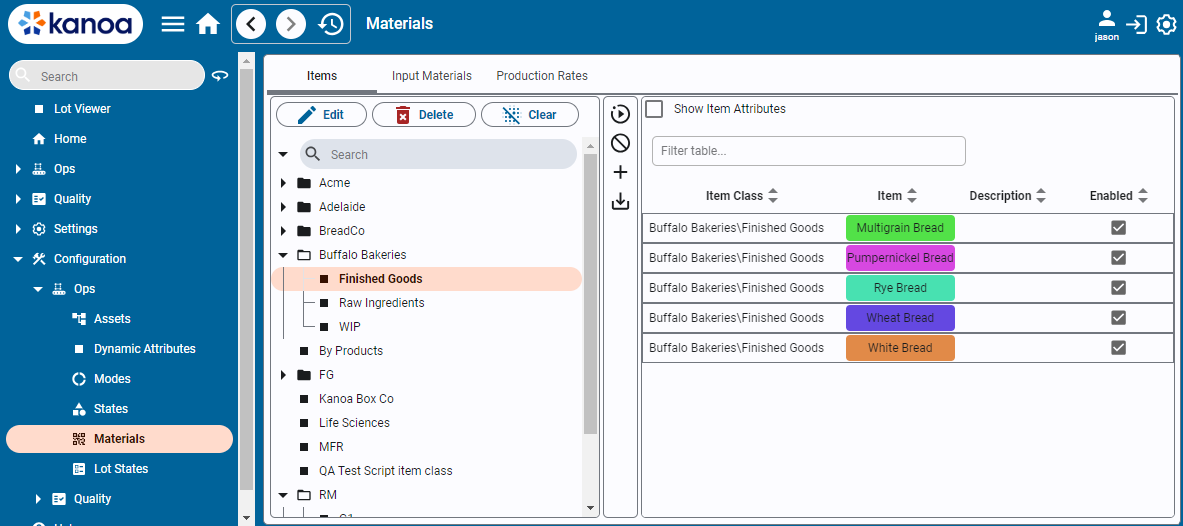 kanoa
Materials
jason
Search
Lot Viewer
Home
Ops
Quality
Settings
Configuration
Ops
Assets
Dynamic Attributes
Modes
States
Materials
Lot States
Quality
Items Input Materials Production Rates
Edit Delete Clear
Search
Acme
Adelaide
BreadCo
Buffalo Bakeries
Finished Goods
Raw Ingredients
WIP
By Products
FG
Kanoa Box Co
Life Sciences
MFR
QA Test Script item class
RM
Show Item Attributes
Filter table...
Item Class Item Description Enabled
Buffalo Bakeries\Finished Goods Multigrain Bread
Buffalo Bakeries\Finished Goods Pumpernickel Bread
Buffalo Bakeries\Finished Goods Rye Bread
Buffalo Bakeries\Finished Goods Wheat Bread
Buffalo Bakeries\Finished Goods White Bread